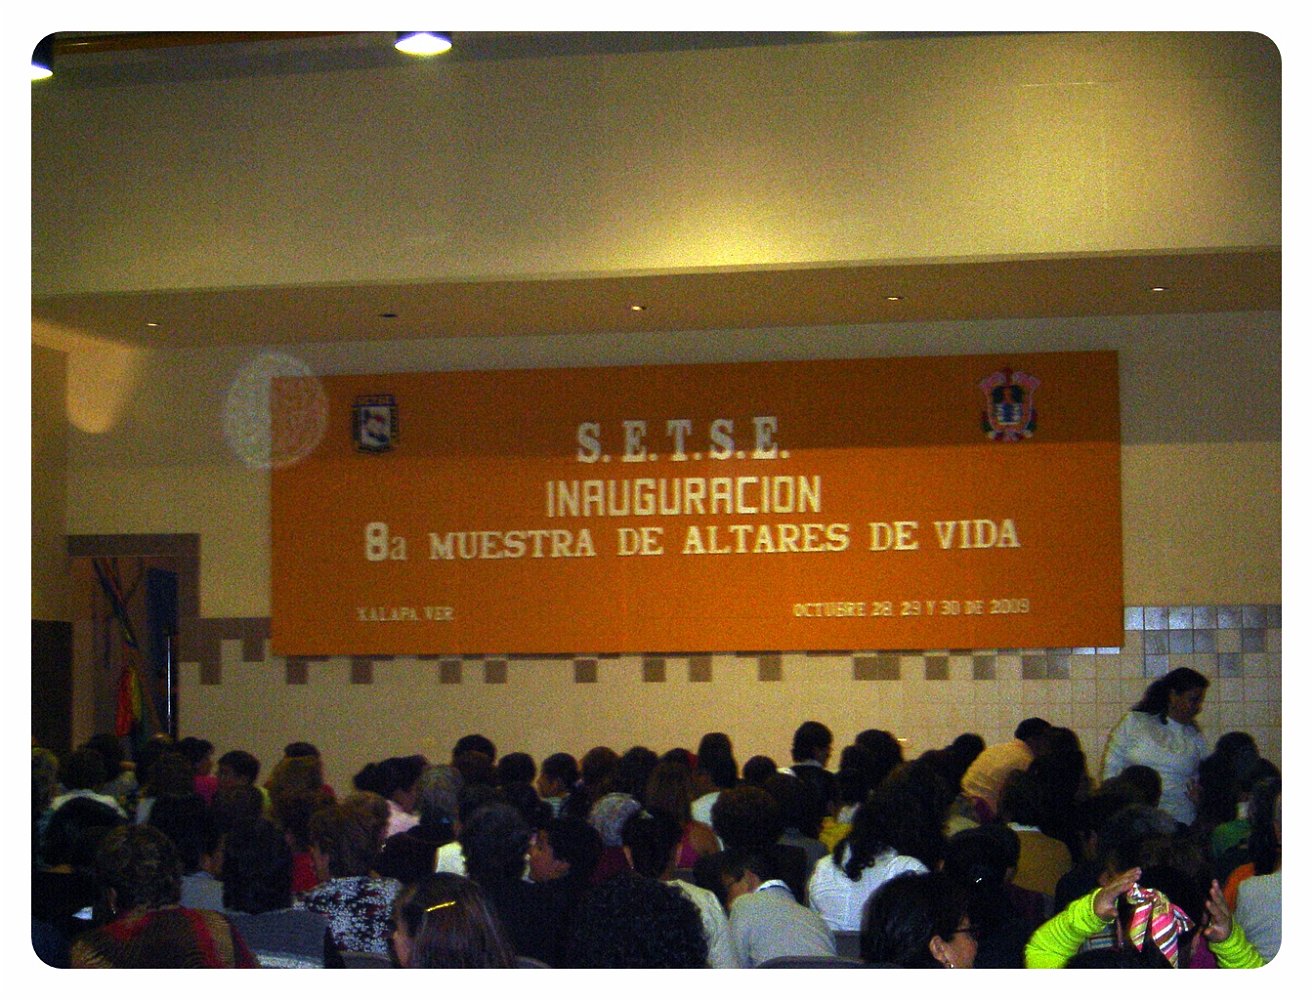 S.E.T.S.E.
INAUGURACION
8a MUESTRA DE ALTARES DE VIDA
XALAPA, VER
OCTUBRE 28, 29 Y 30 DE 2009